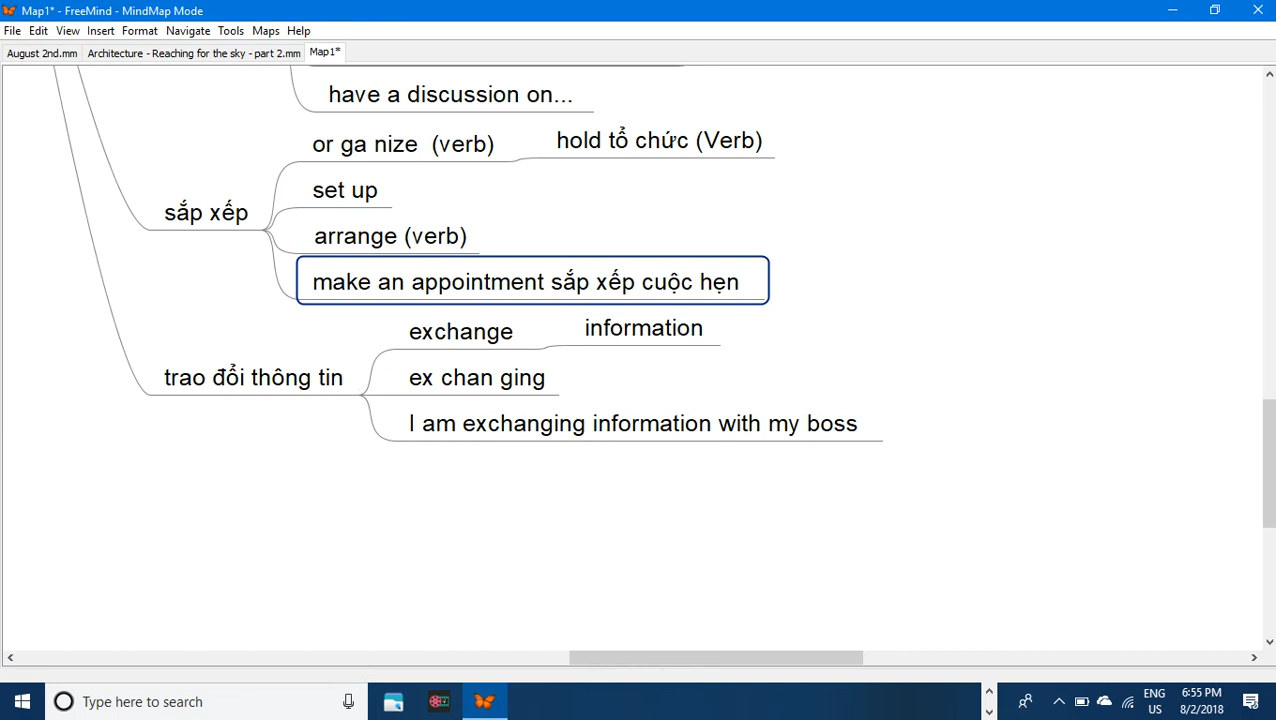 Map1* - FreeMind - MindMap Mode
File Edit View Insert Format Navigate Tools Maps Help
August 2nd.mm Architecture - Reaching for the sky - part 2.mm Map1*
have a discussion on...
or ga nize (verb) hold tổ chức (Verb)
set up
sắp xếp
arrange (verb)
make an appointment sắp xếp cuộc hẹn
exchange information
trao đổi thông tin
ex chan ging
I am exchanging information with my boss
Type here to search
ENG 6:55 PM
US 8/2/2018